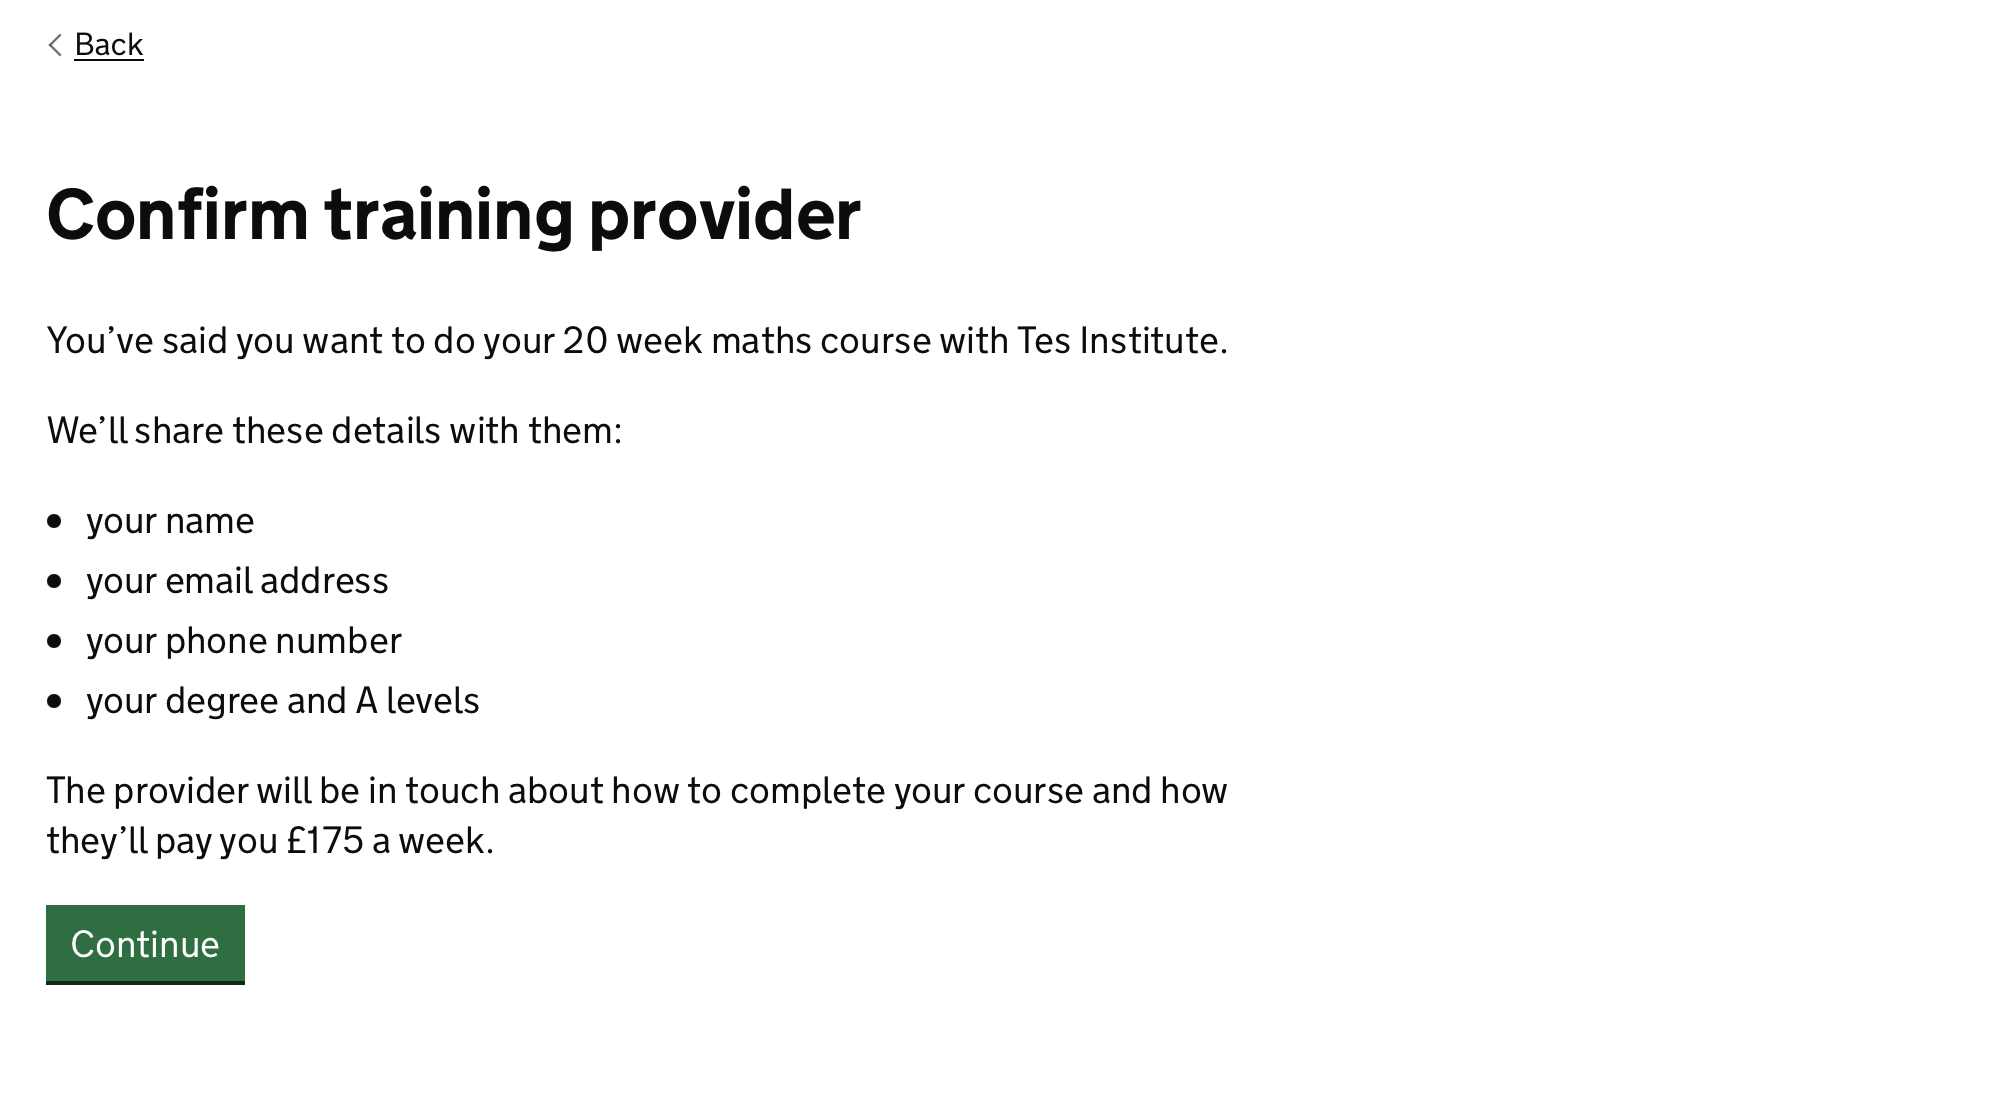 Back
Confirm training provider
You’ve said you want to do your 20 week maths course with Tes Institute.
We’ll share these details with them:
• your name
• your email address
• your phone number
• your degree and A levels
The provider will be in touch about how to complete your course and how
they’ll pay you £175 a week.
Continue